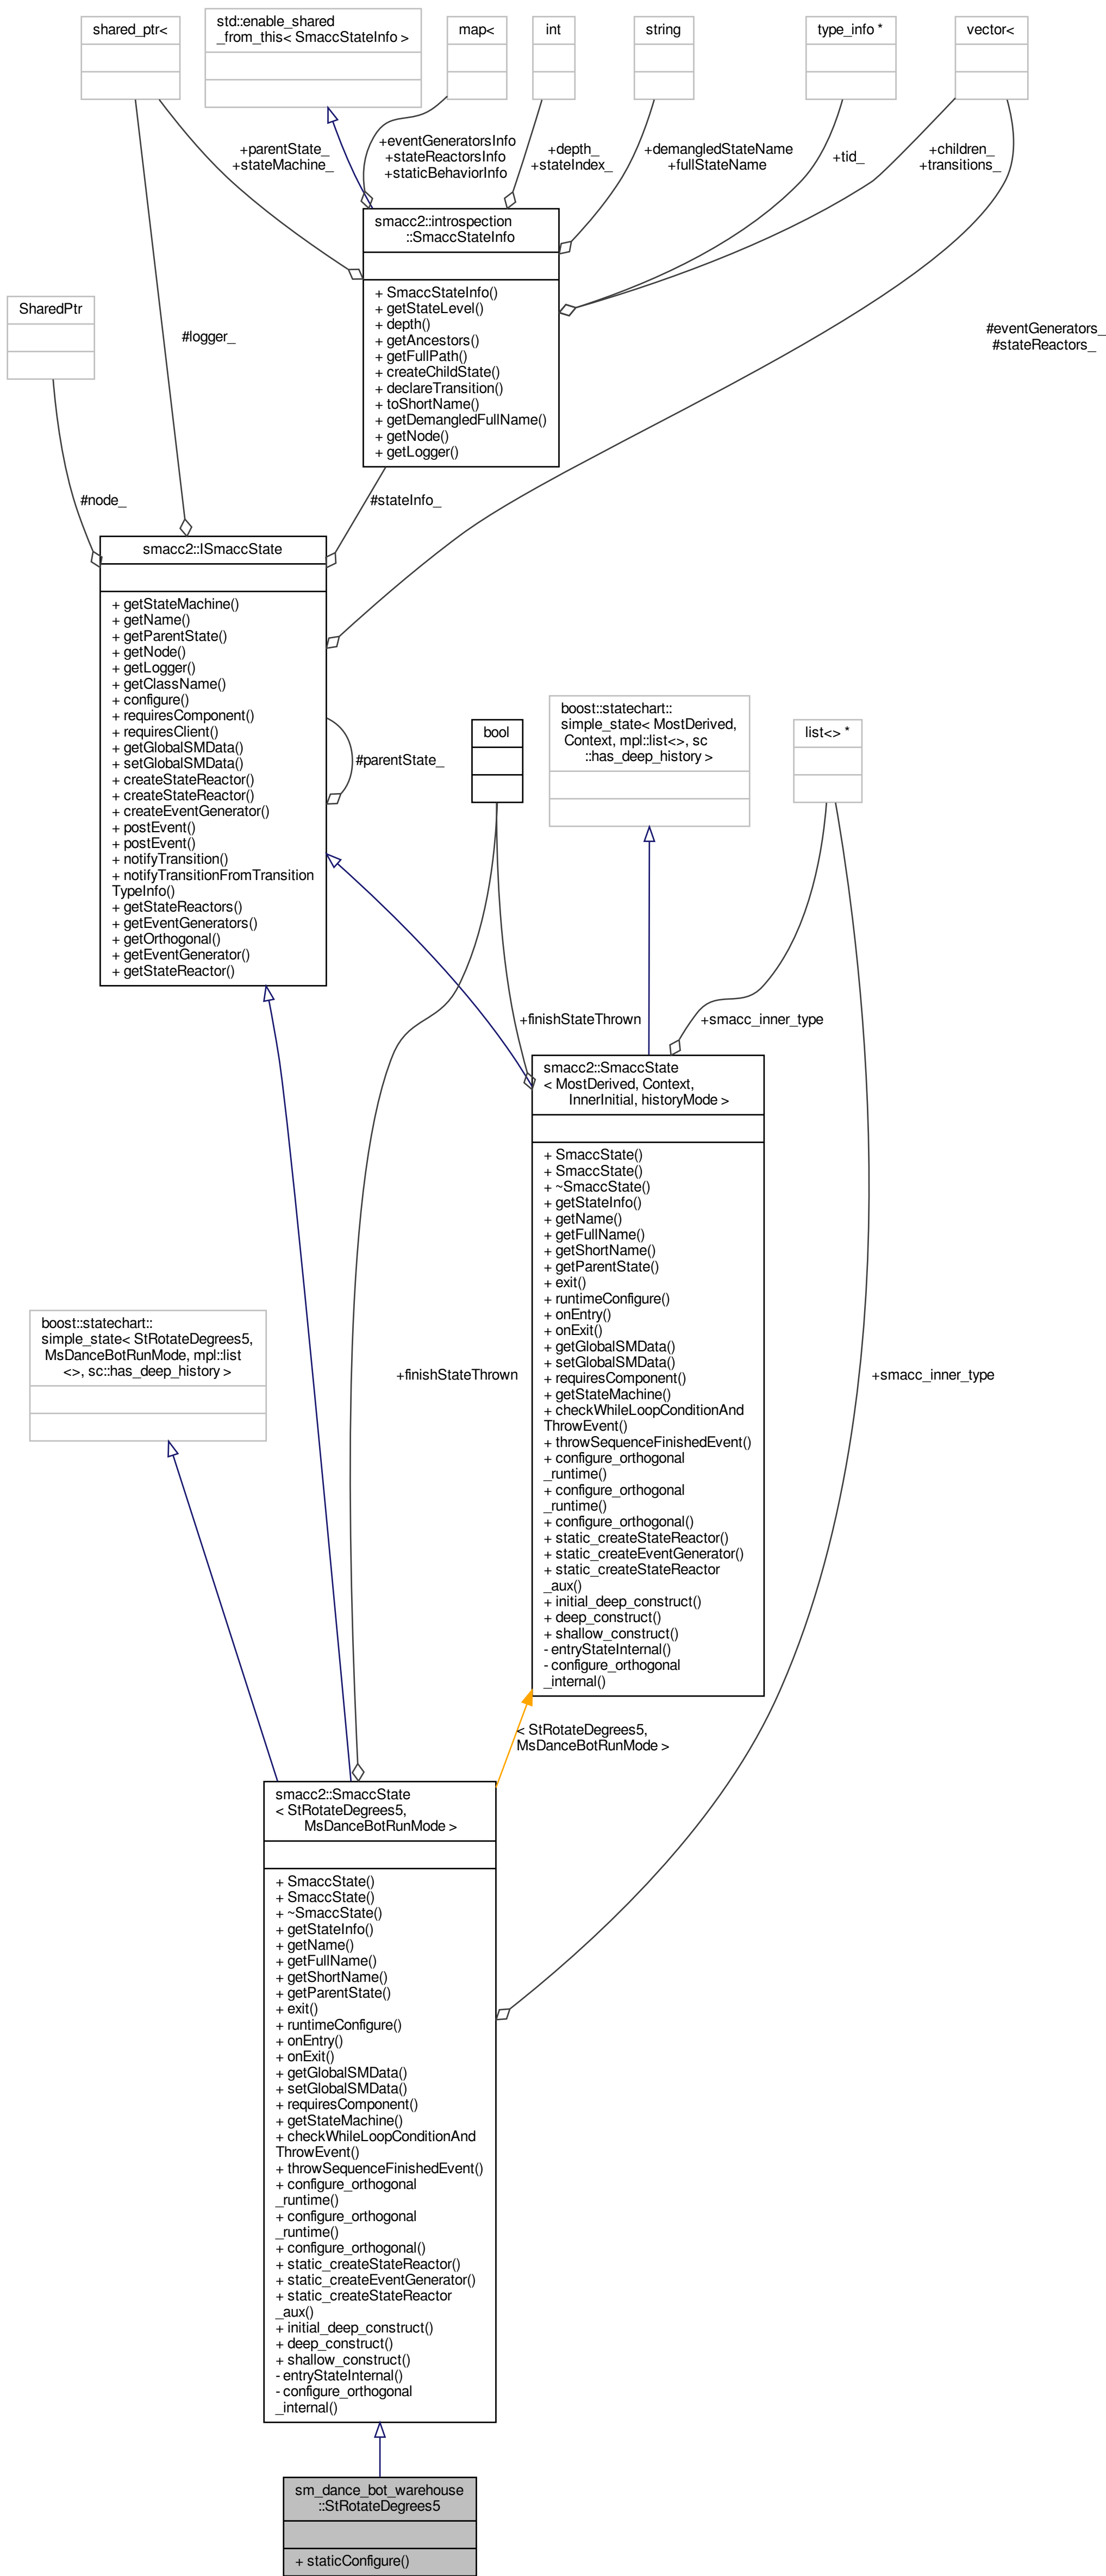 shared_ptr<
std::enable_shared
_from_this< SmaccStateInfo >
map<
int
string
type_info *
vector<
+parentState_
+stateMachine_
+eventGeneratorsInfo
+stateReactorsInfo
+staticBehaviorInfo
+depth_
+stateIndex_
+demangledStateName
+fullStateName
+tid_
+children_
+transitions_
smacc2::introspection
::SmaccStateInfo
+ SmaccStateInfo()
+ getStateLevel()
+ depth()
+ getAncestors()
+ getFullPath()
+ createChildState()
+ declareTransition()
+ toShortName()
+ getDemangledFullName()
+ getNode()
+ getLogger()
SharedPtr
#logger_
#eventGenerators_
#stateReactors_
#node_
#stateInfo_
smacc2::ISmaccState
+ getStateMachine()
+ getName()
+ getParentState()
+ getNode()
+ getLogger()
+ getClassName()
+ configure()
+ requiresComponent()
+ requiresClient()
+ getGlobalSMData()
+ setGlobalSMData()
+ createStateReactor()
+ createStateReactor()
+ createEventGenerator()
+ postEvent()
+ postEvent()
+ notifyTransition()
+ notifyTransitionFromTransition
TypeInfo()
+ getStateReactors()
+ getEventGenerators()
+ getOrthogonal()
+ getEventGenerator()
+ getStateReactor()
#parentState_
bool
boost::statechart::
simple_state< MostDerived,
Context, mpl::list<>, sc
::has_deep_history >
list<> *
+finishStateThrown
+smacc_inner_type
smacc2::SmaccState
< MostDerived, Context,
InnerInitial, historyMode >
+ SmaccState()
+ SmaccState()
+ ~SmaccState()
+ getStateInfo()
+ getName()
+ getFullName()
+ getShortName()
+ getParentState()
+ exit()
+ runtimeConfigure()
+ onEntry()
+ onExit()
+ getGlobalSMData()
+ setGlobalSMData()
+ requiresComponent()
+ getStateMachine()
+ checkWhileLoopConditionAnd
ThrowEvent()
+ throwSequenceFinishedEvent()
+ configure_orthogonal
_runtime()
+ configure_orthogonal
_runtime()
+ configure_orthogonal()
+ static_createStateReactor()
+ static_createEventGenerator()
+ static_createStateReactor
_aux()
+ initial_deep_construct()
+ deep_construct()
+ shallow_construct()
- entryStateInternal()
- configure_orthogonal
_internal()
boost::statechart::
simple_state< StRotateDegrees5,
MsDanceBotRunMode, mpl::list
<>, sc::has_deep_history >
+finishStateThrown
+smacc_inner_type
< StRotateDegrees5,
MsDanceBotRunMode >
smacc2::SmaccState
< StRotateDegrees5,
MsDanceBotRunMode >
+ SmaccState()
+ SmaccState()
+ ~SmaccState()
+ getStateInfo()
+ getName()
+ getFullName()
+ getShortName()
+ getParentState()
+ exit()
+ runtimeConfigure()
+ onEntry()
+ onExit()
+ getGlobalSMData()
+ setGlobalSMData()
+ requiresComponent()
+ getStateMachine()
+ checkWhileLoopConditionAnd
ThrowEvent()
+ throwSequenceFinishedEvent()
+ configure_orthogonal
_runtime()
+ configure_orthogonal
_runtime()
+ configure_orthogonal()
+ static_createStateReactor()
+ static_createEventGenerator()
+ static_createStateReactor
_aux()
+ initial_deep_construct()
+ deep_construct()
+ shallow_construct()
- entryStateInternal()
- configure_orthogonal
_internal()
sm_dance_bot_warehouse
::StRotateDegrees5
+ staticConfigure()